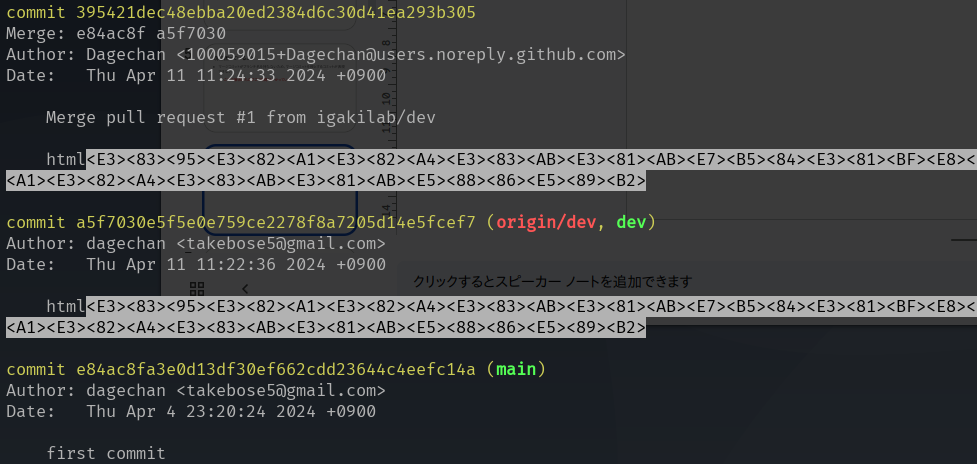 commit 395421dec48ebba20ed2384d6c30d41ea293b305
Merge: e84ac8f a5f7030
Author: Dagechan <100059015+Dagechan@users.noreply.github.com>
Date:   Thu Apr 11 11:24:33 2024 +0900
Merge pull request #1 from igakilab/dev
html<E3><83><95><E3><82><A1><E3><82><A4><E3><83><AB><E3><81><AB><E7><B5><84><E3><81><BF><E8>
<A1><E3><82><A4><E3><83><AB><E3><81><AB><E5><88><86><E5><89><B2>
commit a5f7030e5f5e0e759ce2278f8a7205d14e5fcef7 (origin/dev, dev)
Author: dagechan <takebose5@gmail.com>
Date:   Thu Apr 11 11:22:36 2024 +0900
クリックするとスピーカー ノートを追加できます
html<E3><83><95><E3><82><A1><E3><82><A4><E3><83><AB><E3><81><AB><E7><B5><84><E3><81><BF><E8>
<A1><E3><82><A4><E3><83><AB><E3><81><AB><E5><88><86><E5><89><B2>
commit e84ac8fa3e0d13df30ef662cdd23644c4eefc14a (main)
Author: dagechan <takebose5@gmail.com>
Date:   Thu Apr 4 23:20:24 2024 +0900
first commit